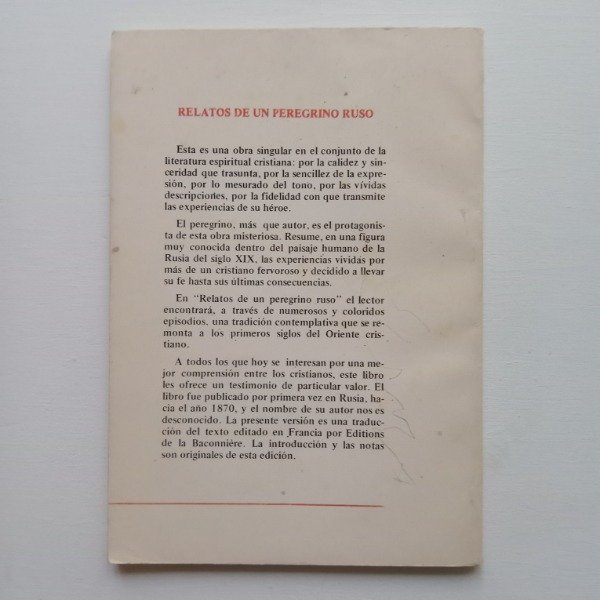 RELATOS DE UN PEREGRINO RUSO
Esta es una obra singular en el conjunto de la
literatura espiritual cristiana: por la calidez y sin-
ceridad que trasunta, por la sencillez de la expre-
sión, por lo mesurado del tono, por las vívidas
descripciones, por la fidelidad con que transmite
las experiencias de su héroe.
El peregrino, más que autor, es el protagonis-
ta de esta obra misteriosa. Resume, en una figura
muy conocida dentro del paisaje humano de la
Rusia del siglo XIX, las experiencias vividas por
más de un cristiano fervoroso y decidido a llevar
su fe hasta sus últimas consecuencias.
En "Relatos de un peregrino ruso" el lector
encontrará, a través de numerosos y coloridos
episodios, una tradición contemplativa que se re-
monta a los primeros siglos del Oriente cris-
tiano.
A todos los que hoy se interesan por una me-
jor comprensión entre los cristianos, este libro
les ofrece un testimonio de particular valor. El
libro fue publicado por primera vez en Rusia, ha-
cia el año 1870, y el nombre de su autor nos es
desconocido. La presente versión es una traduc-
ción del texto editado en Francia por Editions
de la Baconnière. La introducción y las notas
son originales de esta edición.